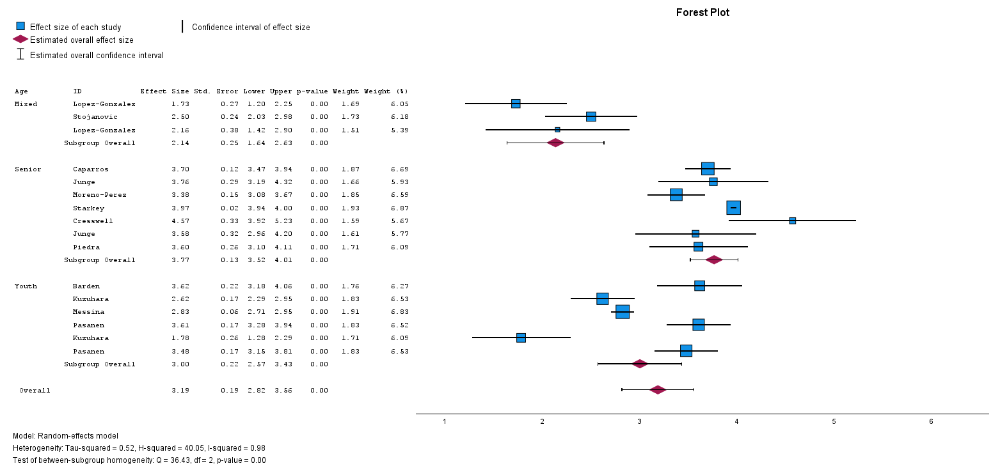 Forest Plot
Effect size of each study Confidence interval of effect size
Estimated overall effect size
Estimated overall confidence interval
Age ID Effect Size Std. Error Lower Upper p-value Weight Weight (%)
Mixed Lopez-Gonzalez 1.73 0.27 1.20 2.25 0.00 1.69 6.05
Stojanovic 2.50 0.24 2.03 2.98 0.00 1.73 6.18
Lopez-Gonzalez 2.16 0.38 1.42 2.90 0.00 1.51 5.39
Subgroup Overall 2.14 0.25 1.64 2.63 0.00
Senior Caparros 3.70 0.12 3.47 3.94 0.00 1.87 6.69
Junge 3.76 0.29 3.19 4.32 0.00 1.66 5.93
Moreno-Perez 3.38 0.15 3.08 3.67 0.00 1.85 6.59
Starkey 3.97 0.02 3.94 4.00 0.00 1.93 6.87
Cresswell 4.57 0.33 3.92 5.23 0.00 1.59 5.67
Junge 3.58 0.32 2.96 4.20 0.00 1.61 5.77
Piedra 3.60 0.26 3.10 4.11 0.00 1.71 6.09
Subgroup Overall 3.77 0.13 3.52 4.01 0.00
Youth Barden 3.62 0.22 3.18 4.06 0.00 1.76 6.27
Kuzuhara 2.62 0.17 2.29 2.95 0.00 1.83 6.53
Messina 2.83 0.06 2.71 2.95 0.00 1.91 6.83
Pasanen 3.61 0.17 3.28 3.94 0.00 1.83 6.52
Kuzuhara 1.78 0.26 1.28 2.29 0.00 1.71 6.09
Pasanen 3.48 0.17 3.15 3.81 0.00 1.83 6.53
Subgroup Overall 3.00 0.22 2.57 3.43 0.00
Overall 3.19 0.19 2.82 3.56 0.00
1 2 3 4 5 6
Model: Random-effects model
Heterogeneity: Tau-squared = 0.52, H-squared = 40.05, I-squared = 0.98
Test of between-subgroup homogeneity: Q = 36.43, df = 2, p-value = 0.00